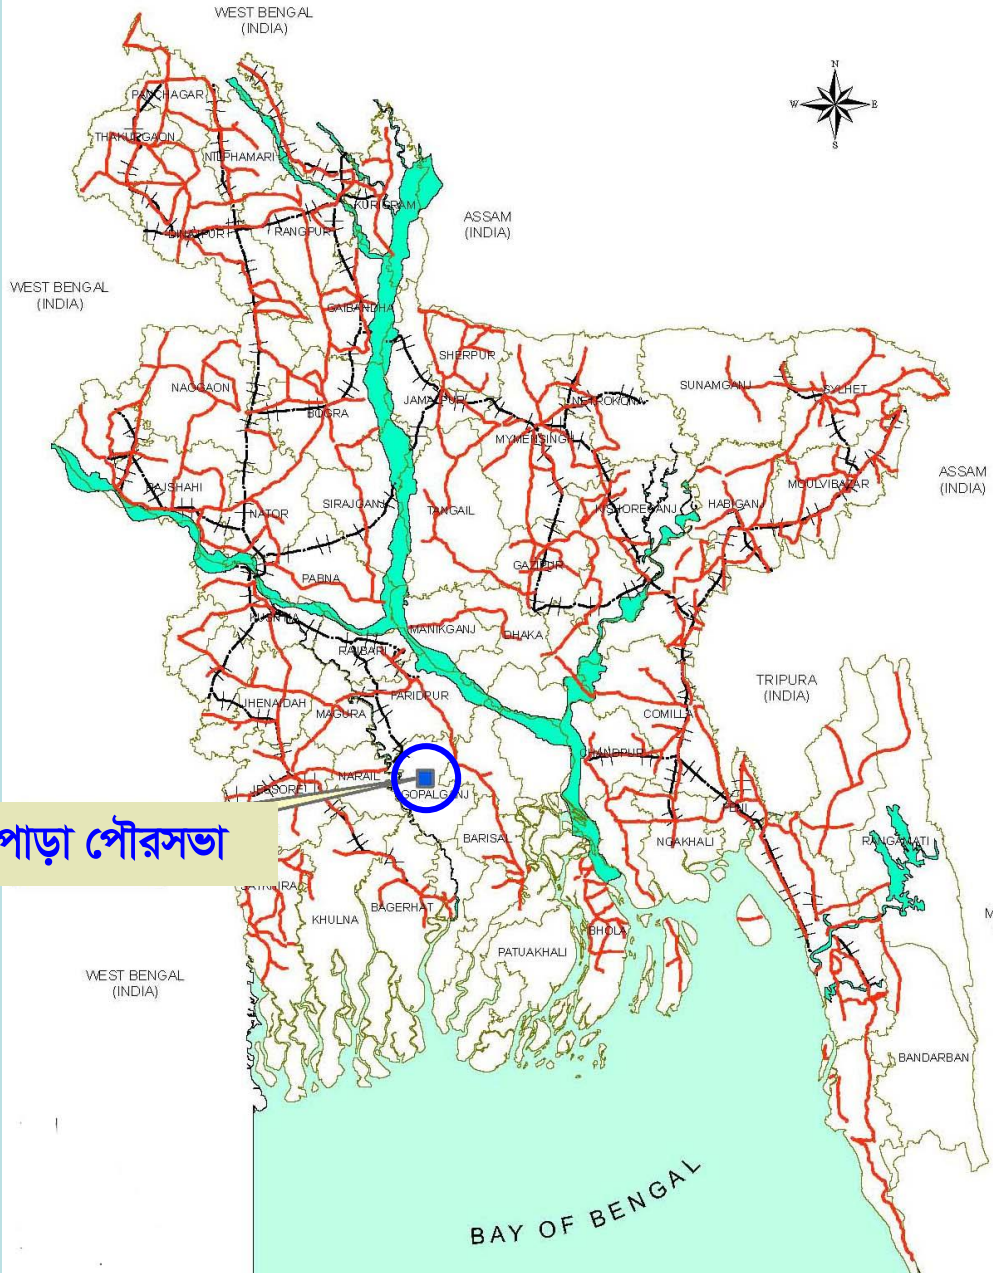 WEST BENGAL
(INDIA)
N
W E
S
PANCHAGAR
THAKURGAON
NILPHAMARI
KURIGRAM
ASSAM
(INDIA)
DINAJPUR
RANGPUR
WEST BENGAL
(INDIA)
GAIBANDHA
SHERPUR
NAOGAON
BOGRA
JAMALPUR
NETROKONA
SUNAMGANJ
SYLHET
MYMENSINGH
ASSAM
(INDIA)
RAJSHAHI
NATOR
SIRAJGANJ
TANGAIL
KISHOREGANJ
HABIGANJ
MOULVIBAZAR
GAZIPUR
PABNA
KUSHTIA
MANIKGANJ
DHAKA
RAJBARI
TRIPURA
(INDIA)
JHENAIDAH
MAGURA
FARIDPUR
COMILLA
CHANDPUR
JESSORE
NARAIL
GOPALGANJ
FENI
পাড়া পৌরসভা
BARISAL
NOAKHALI
RANGAMATI
SATKHIRA
KHULNA
BAGERHAT
M
PATUAKHALI
BHOLA
WEST BENGAL
(INDIA)
BANDARBAN
BAY OF BENGAL